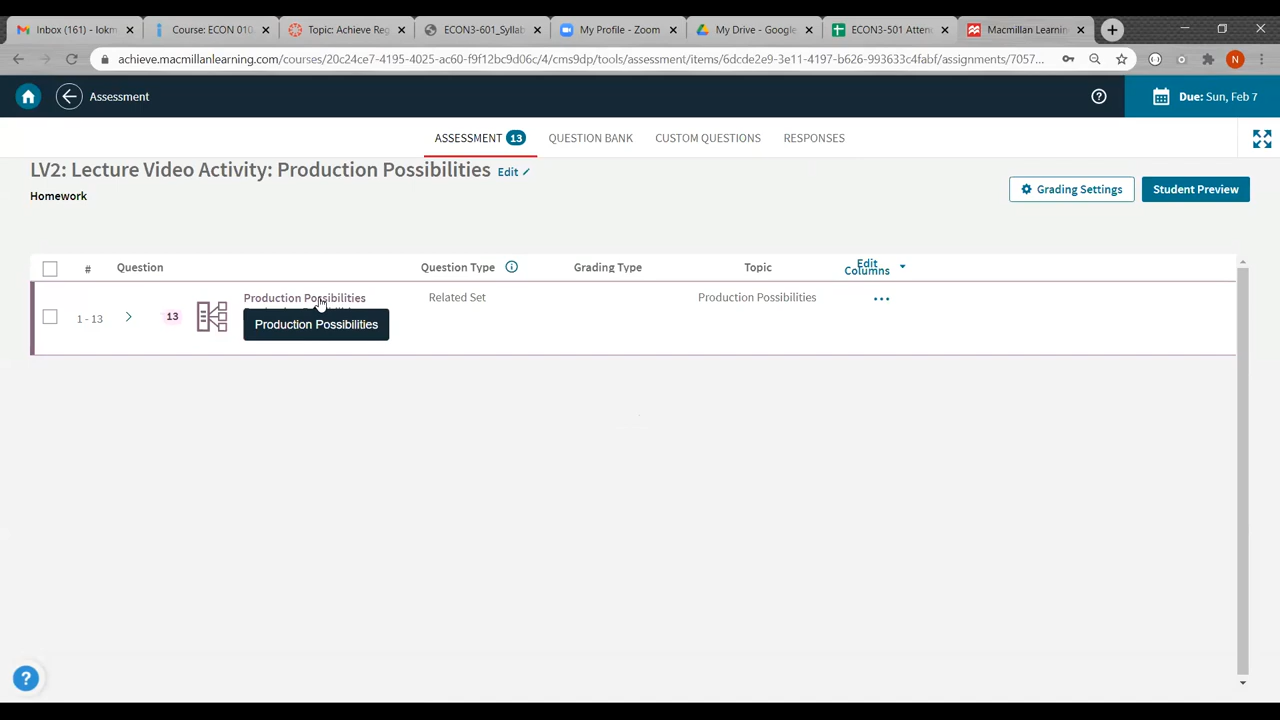 Inbox (161) - lokm
Course: ECON 010
Topic: Achieve Reg
ECON3-601_Syllab
My Profile - Zoom
My Drive - Google
ECON3-501 Atten
Macmillan Learnin
achieve.macmillanlearning.com/courses/20c24ce7-4195-4025-ac60-f9f12bc9d06y/4/cms9dp/tools/assessment/items/6dcde2e9-3e11-4197-b626-993633c4fabf/assignments/7057...
N
Assessment
Due: Sun, Feb 7
ASSESSMENT 13
QUESTION BANK
CUSTOM QUESTIONS
RESPONSES
LV2: Lecture Video Activity: Production Possibilities Edit
Homework
Grading Settings
Student Preview
# Question Question Type Grading Type Topic Edit Columns
1 - 13
13
Production Possibilities
Related Set
Production Possibilities
Production Possibilities
?